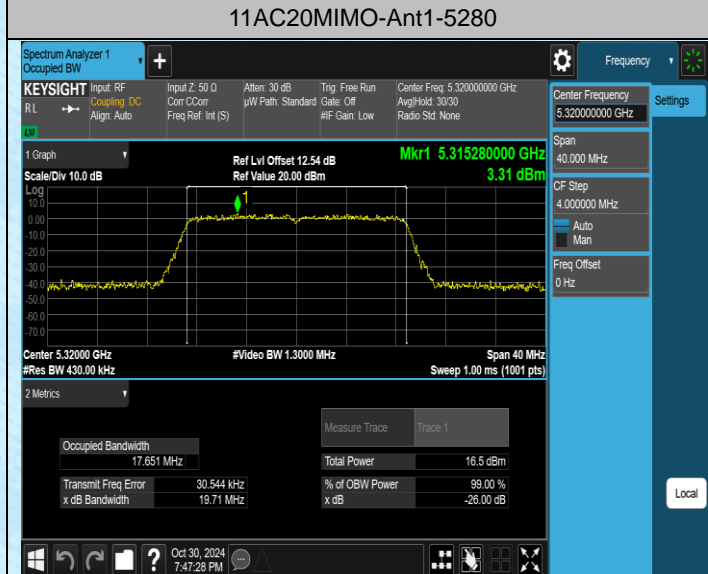 11AC20MIMO-Ant1-5280
Spectrum Analyzer 1
Occupied BW
Frequency
KEYSIGHT
RL
LXI
Input: RF
Coupling: DC
Align: Auto
Input Z: 50 Ω
Corr CCorr
Freq Ref: Int (S)
Atten: 30 dB
µW Path: Standard
Trig: Free Run
Gate: Off
#IF Gain: Low
Center Freq: 5.320000000 GHz
Avg|Hold: 30/30
Radio Std: None
Center Frequency
5.320000000 GHz
Settings
Span
40.000 MHz
CF Step
4.000000 MHz
Auto
Man
Freq Offset
0 Hz
1 Graph
Scale/Div 10.0 dB
Ref Lvl Offset 12.54 dB
Ref Value 20.00 dBm
Mkr1 5.315280000 GHz
3.31 dBm
Log
10.0
0.00
-10.0
-20.0
-30.0
-40.0
-50.0
-60.0
-70.0
1
Center 5.32000 GHz
#Res BW 430.00 kHz
#Video BW 1.3000 MHz
Span 40 MHz
Sweep 1.00 ms (1001 pts)
2 Metrics
Measure Trace Trace 1
Occupied Bandwidth
17.651 MHz
Total Power 16.5 dBm
Transmit Freq Error 30.544 kHz
% of OBW Power 99.00 %
x dB Bandwidth 19.71 MHz
x dB -26.00 dB
Local
?
Oct 30, 2024
7:47:28 PM